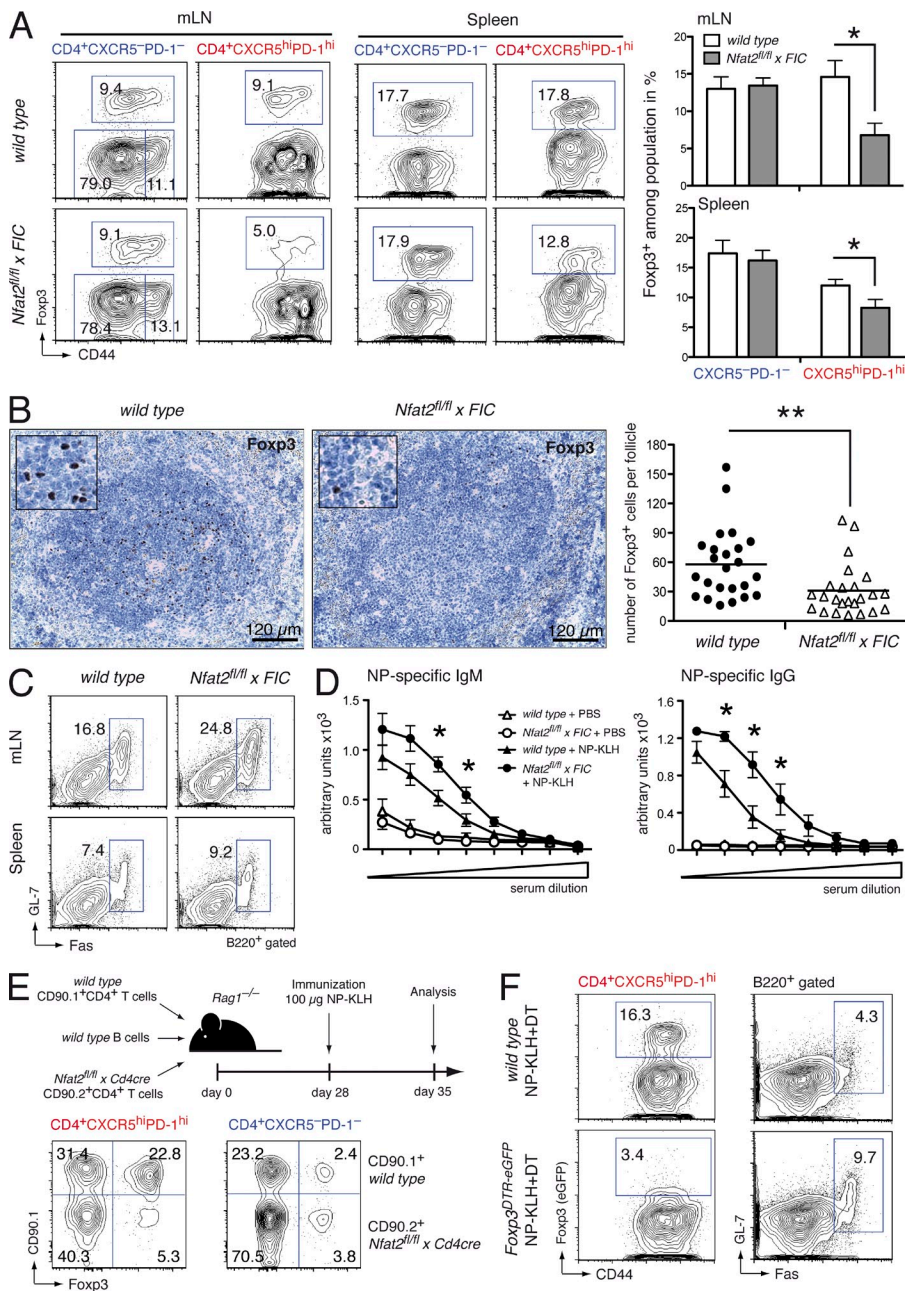 A
mLN
Spleen
CD4+CXCR5–PD-1–
CD4+CXCR5hiPD-1hi
CD4+CXCR5–PD-1–
CD4+CXCR5hiPD-1hi
wild type
9.4
79.0
11.1
9.1
17.7
17.8
Nfat2fl/fl x FIC
9.1
78.4
13.1
5.0
17.9
12.8
Foxp3
CD44
mLN
wild type
Nfat2fl/fl x FIC
*
20
15
10
5
0
Spleen
*
25
20
15
10
5
0
Foxp3+ among population in %
CXCR5–PD-1–
CXCR5hiPD-1hi
B
wild type
Nfat2fl/fl x FIC
Foxp3
Foxp3
120 µm
120 µm
**
number of Foxp3+ cells per follicle
180
150
120
90
60
30
0
wild type
Nfat2fl/fl x FIC
C
wild type
Nfat2fl/fl x FIC
mLN
16.8
24.8
Spleen
7.4
9.2
GL-7
Fas
B220+ gated
D
NP-specific IgM
arbitrary units x10³
1.5
1.2
0.9
0.6
0.3
0
* *
wild type + PBS
Nfat2fl/fl x FIC + PBS
wild type + NP-KLH
Nfat2fl/fl x FIC
+ NP-KLH
serum dilution
NP-specific IgG
arbitrary units x10³
1.5
1.2
0.9
0.6
0.3
0
* * *
serum dilution
E
wild type
CD90.1+CD4+ T cells
wild type B cells
Nfat2fl/fl x Cd4cre
CD90.2+CD4+ T cells
Rag1–/–
Immunization
100 µg NP-KLH
Analysis
day 0
day 28
day 35
CD4+CXCR5hiPD-1hi
CD4+CXCR5–PD-1–
31.4
22.8
40.3
5.3
23.2
2.4
70.5
3.8
CD90.1+
wild type
CD90.2+
Nfat2fl/fl x Cd4cre
CD90.1
Foxp3
F
CD4+CXCR5hiPD-1hi
B220+ gated
wild type
NP-KLH+DT
16.3
4.3
Foxp3DTR-eGFP
NP-KLH+DT
3.4
9.7
Foxp3 (eGFP)
CD44
GL-7
Fas